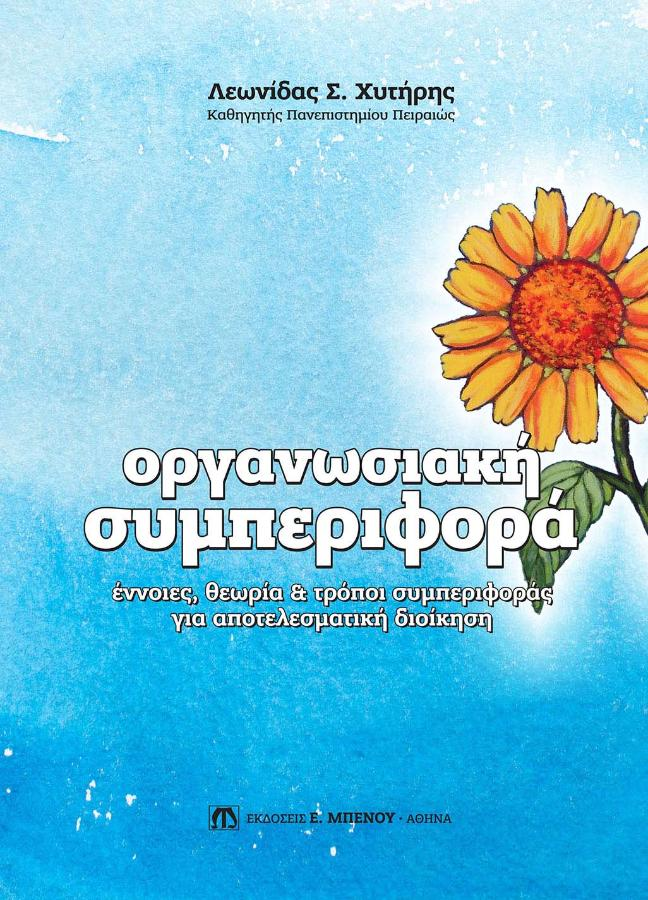 Λεωνίδας Σ. Χυτήρης
Καθηγητής Πανεπιστημίου Πειραιώς
οργανωσιακή
συμπεριφορά
έννοιες, θεωρία & τρόποι συμπεριφοράς
για αποτελεσματική διοίκηση
ΕΚΔΟΣΕΙΣ Ε. ΜΠΕΝΟΥ · ΑΘΗΝΑ